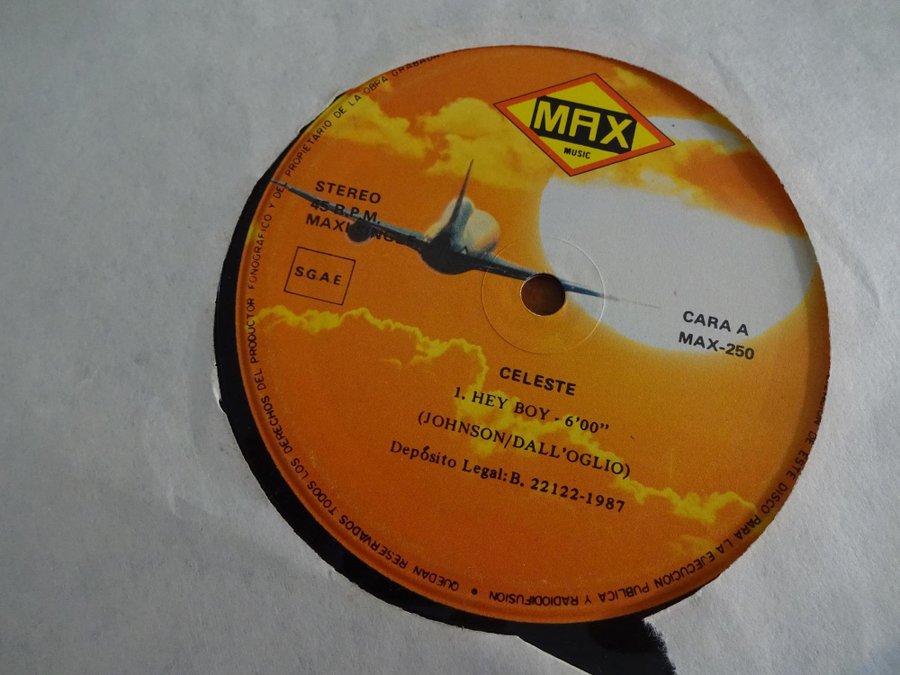 MAX
MUSIC
STEREO
45 R.P.M.
MAXI SINGLE
S.G.A.E
CARA A
MAX-250
CELESTE
1. HEY BOY - 6'00"
(JOHNSON/DALL'OGLIO)
Depósito Legal: B. 22122-1987
QUEDAN RESERVADOS TODOS LOS DERECHOS DEL PRODUCTOR FONOGRAFICO Y DEL PROPIETARIO DE LA OBRA GRABADA
DE ESTE DISCO PARA LA EJECUCION PUBLICA Y RADIODIFUSION •